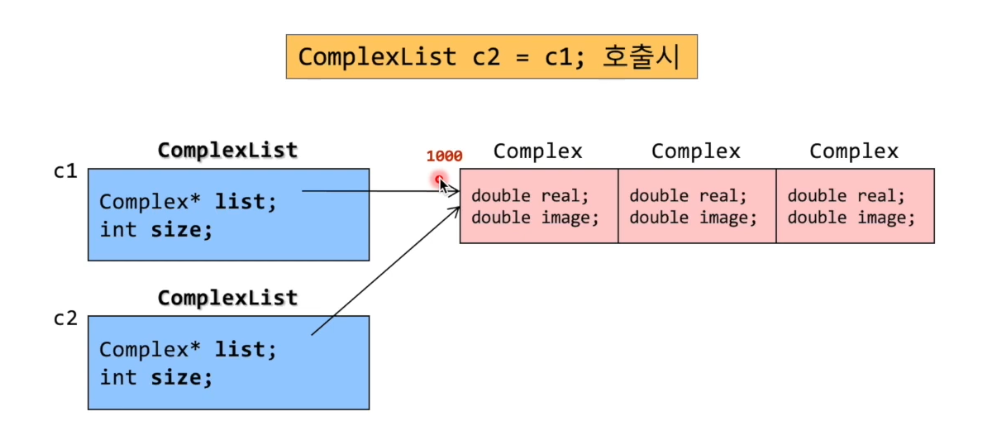 ComplexList c2 = c1; 호출시
ComplexList
c1
Complex* list;
int size;
1000
Complex
Complex
Complex
double real;
double image;
double real;
double image;
double real;
double image;
ComplexList
c2
Complex* list;
int size;